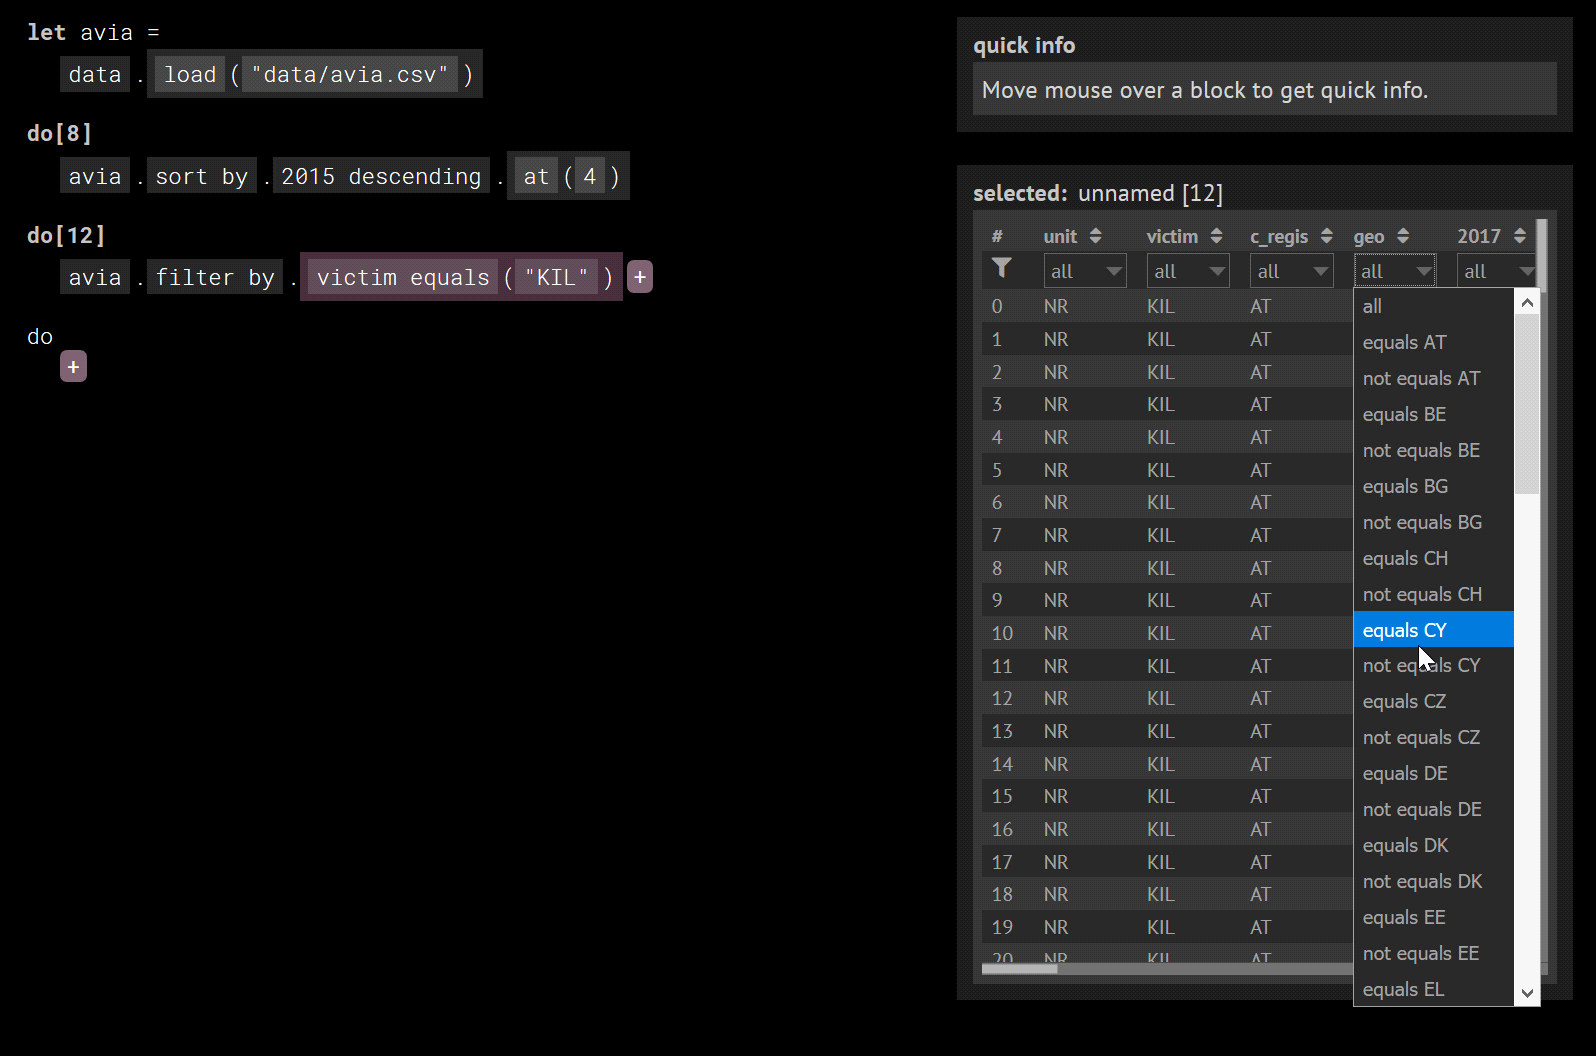 let avia =
data . load ( "data/avia.csv" )
do[8]
avia . sort by . 2015 descending . at ( 4 )
do[12]
avia . filter by . victim equals ( "KIL" ) +
do
+
quick info
Move mouse over a block to get quick info.
selected: unnamed [12]
# unit victim c_regis geo 2017
all all all all all
0 NR KIL AT
1 NR KIL AT
2 NR KIL AT
3 NR KIL AT
4 NR KIL AT
5 NR KIL AT
6 NR KIL AT
7 NR KIL AT
8 NR KIL AT
9 NR KIL AT
10 NR KIL AT
11 NR KIL AT
12 NR KIL AT
13 NR KIL AT
14 NR KIL AT
15 NR KIL AT
16 NR KIL AT
17 NR KIL AT
18 NR KIL AT
19 NR KIL AT
20 NR KIL AT
all
equals AT
not equals AT
equals BE
not equals BE
equals BG
not equals BG
equals CH
not equals CH
equals CY
not equals CY
equals CZ
not equals CZ
equals DE
not equals DE
equals DK
not equals DK
equals EE
not equals EE
equals EL